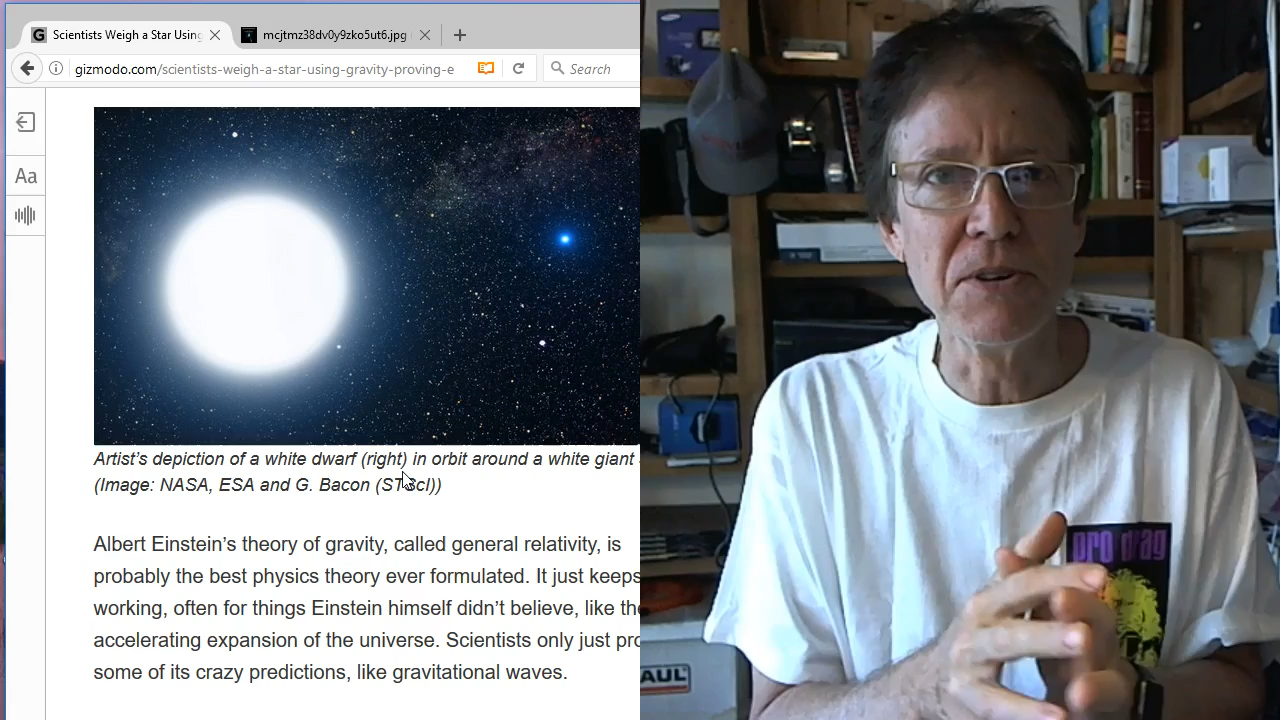 Scientists Weigh a Star Using
mcjtmz38dv0y9zko5ut6.jpg
gizmodo.com/scientists-weigh-a-star-using-gravity-proving-e
Search
Aa
Artist's depiction of a white dwarf (right) in orbit around a white giant
(Image: NASA, ESA and G. Bacon (STScI))
Albert Einstein's theory of gravity, called general relativity, is
probably the best physics theory ever formulated. It just keeps
working, often for things Einstein himself didn't believe, like the
accelerating expansion of the universe. Scientists only just pro
some of its crazy predictions, like gravitational waves.
pro drag
AUL